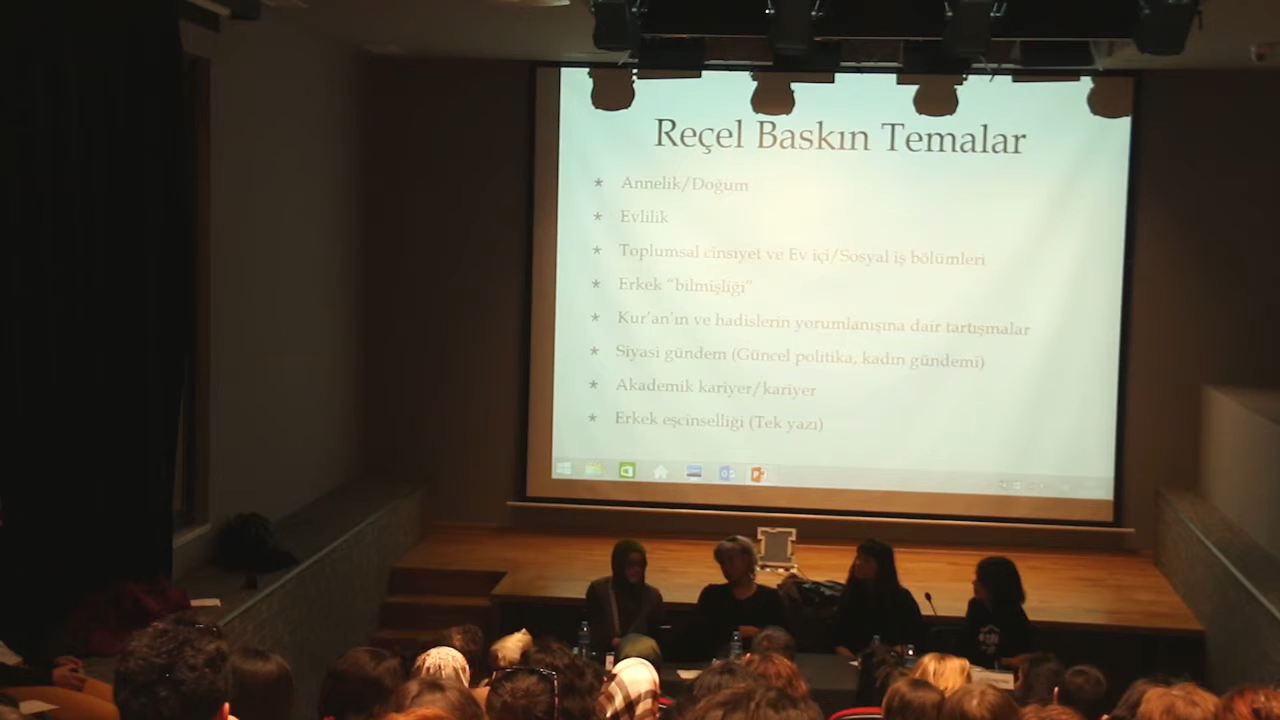 Reçel Baskın Temalar
* Annelik/Doğum
* Evlilik
* Toplumsal cinsiyet ve Ev içi/Sosyal iş bölümleri
* Erkek "bilmişliği"
* Kur'an'ın ve hadislerin yorumlanışına dair tartışmalar
* Siyasi gündem (Güncel politika, kadın gündemi)
* Akademik kariyer/kariyer
* Erkek eşcinselliği (Tek yazı)